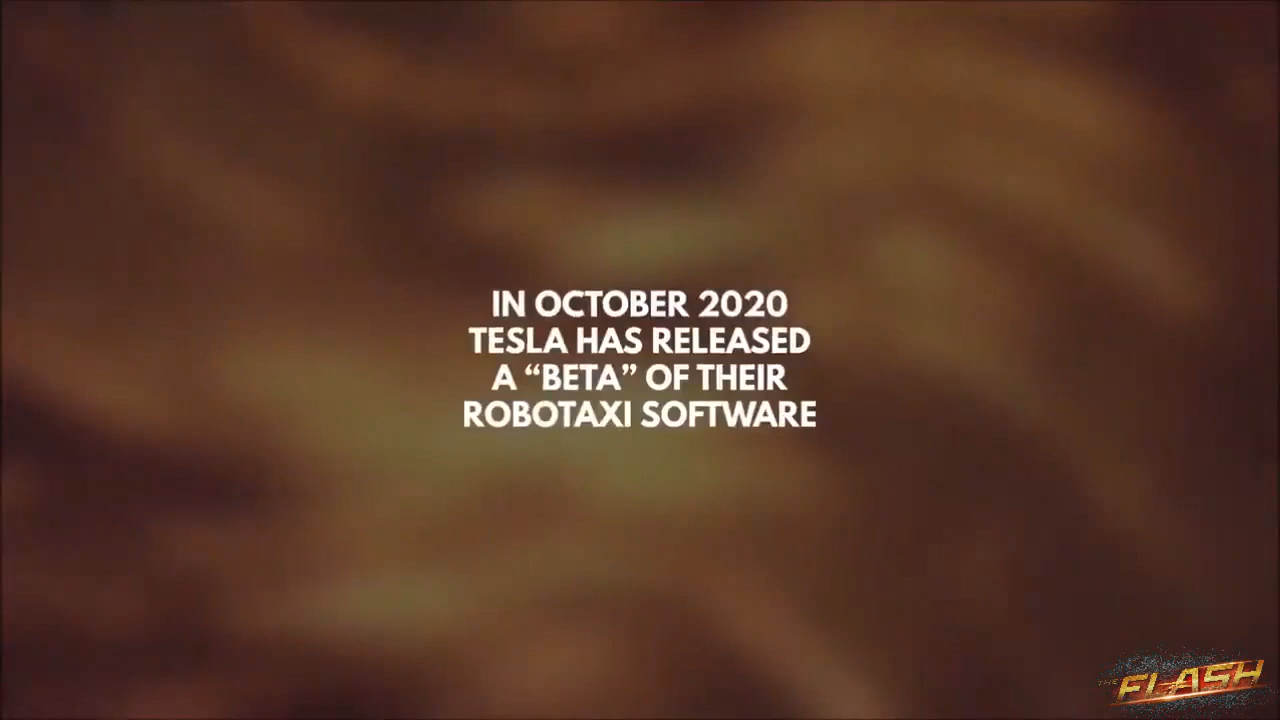 IN OCTOBER 2020
TESLA HAS RELEASED
A “BETA” OF THEIR
ROBOTAXI SOFTWARE
THE FLASH